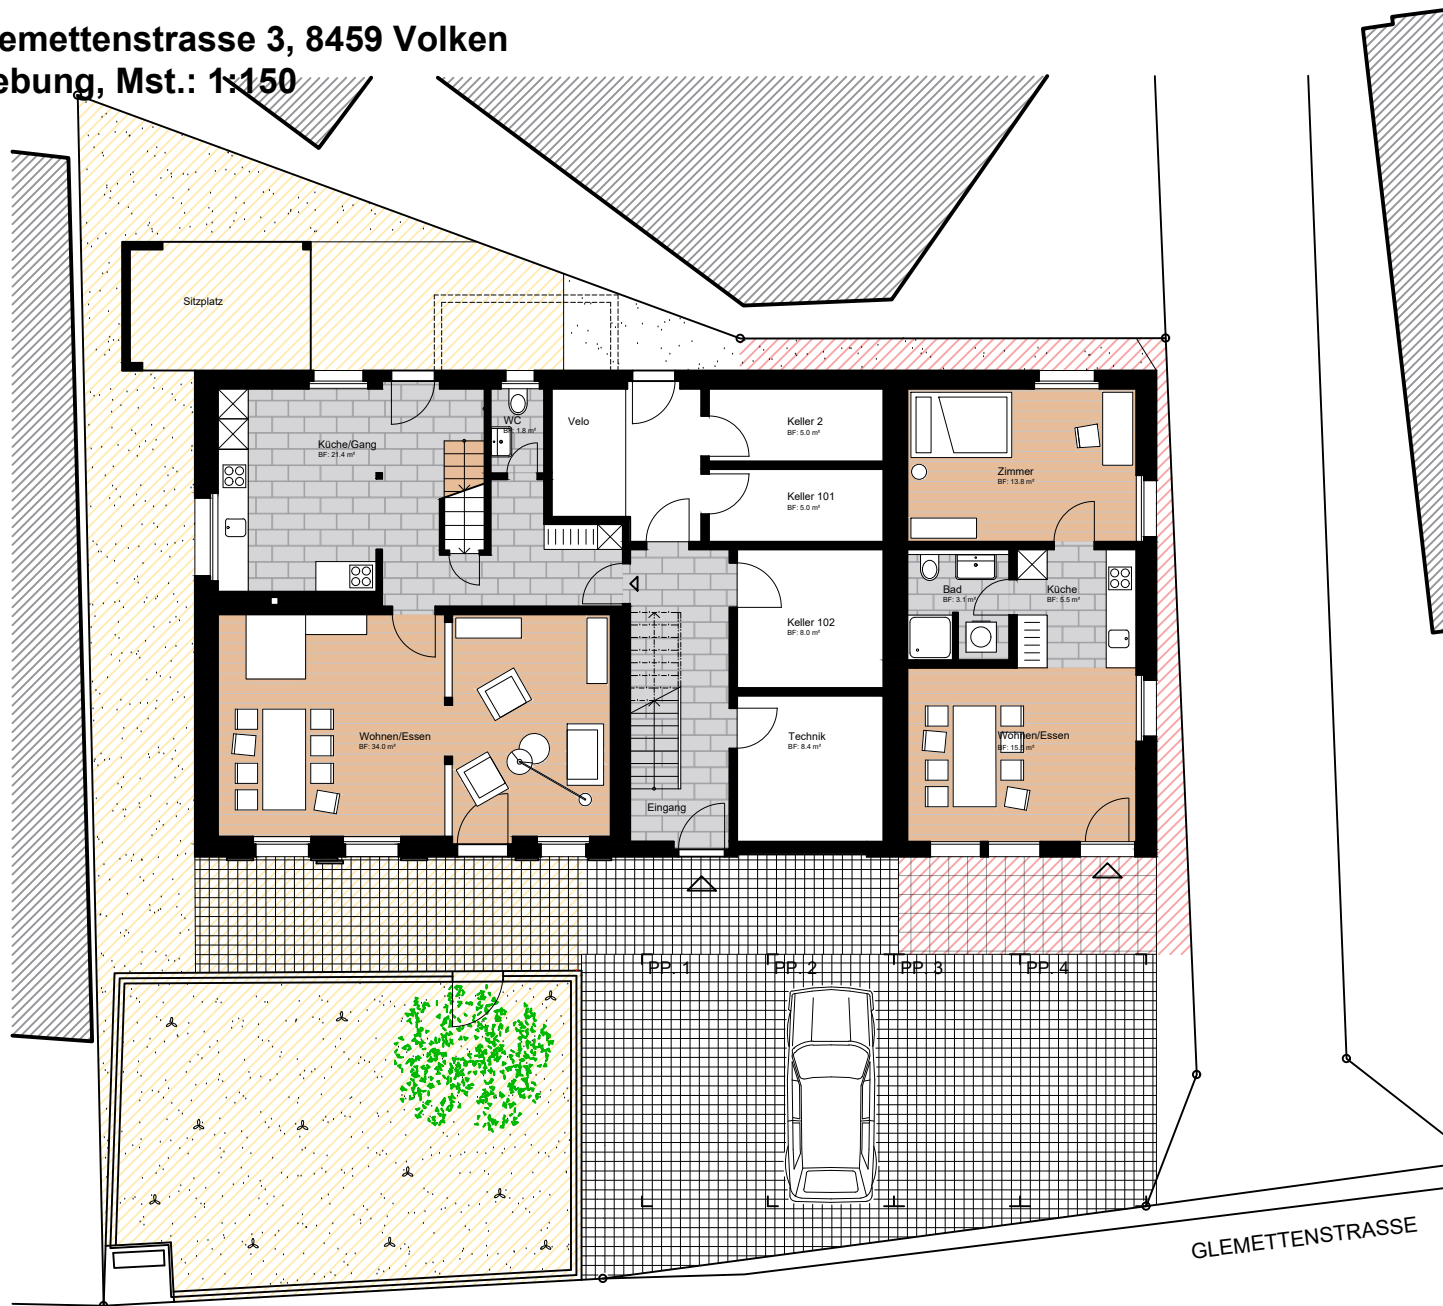 lemettenstrasse 3, 8459 Volken
ebung, Mst.: 1:150
Sitzplatz
Küche/Gang
BF: 21.4 m²
WC
BF: 1.8 m²
Velo
Keller 2
BF: 5.0 m²
Keller 101
BF: 5.0 m²
Zimmer
BF: 13.8 m²
Bad
BF: 3.1 m²
Küche
BF: 5.5 m²
Keller 102
BF: 8.0 m²
Wohnen/Essen
BF: 34.0 m²
Technik
BF: 8.4 m²
Wohnen/Essen
Eingang
PP. 1
PP. 2
PP. 3
PP. 4
GLEMETTENSTRASSE